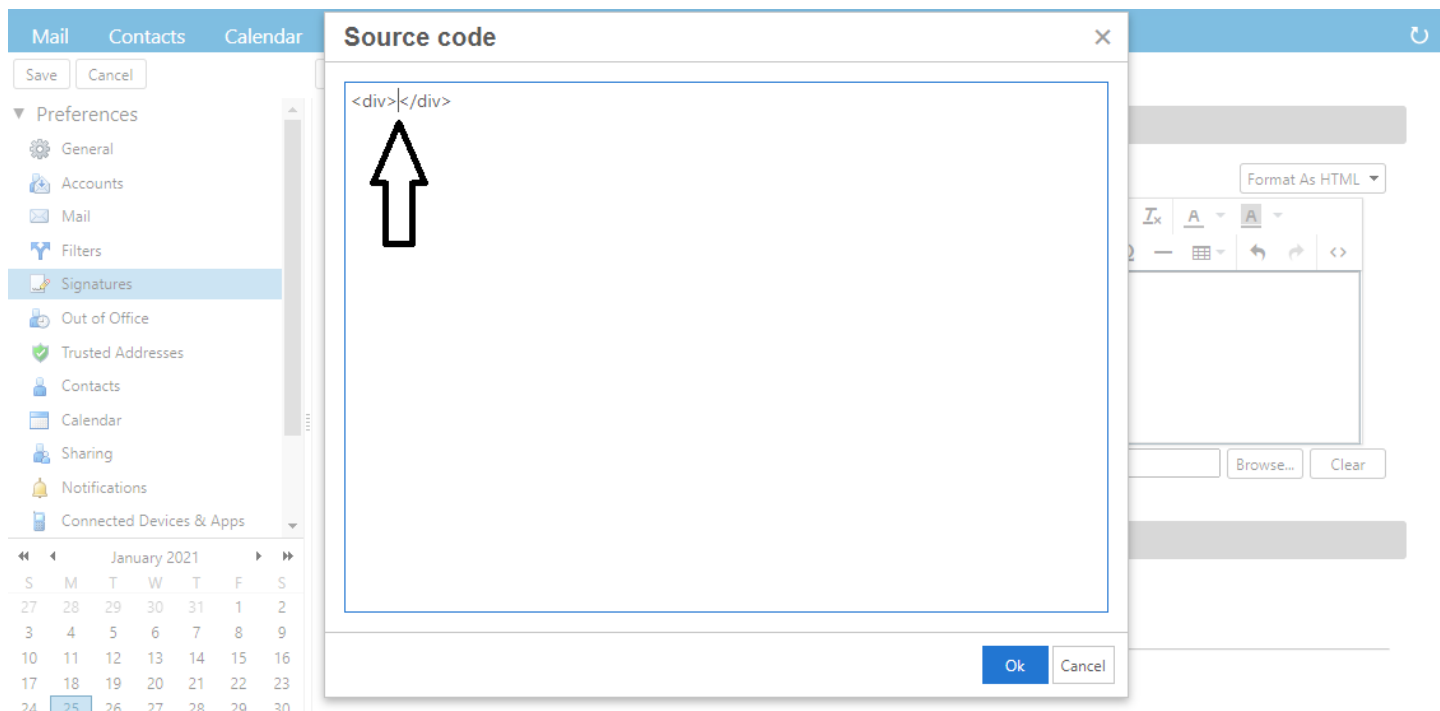 Mail Contacts Calendar
Save Cancel
Preferences
General
Accounts
Mail
Filters
Signatures
Out of Office
Trusted Addresses
Contacts
Calendar
Sharing
Notifications
Connected Devices & Apps
January 2021
S M T W T F S
27 28 29 30 31 1 2
3 4 5 6 7 8 9
10 11 12 13 14 15 16
17 18 19 20 21 22 23
24 25 26 27 28 29 30
Source code
<div></div>
Ok Cancel
Format As HTML
Browse... Clear